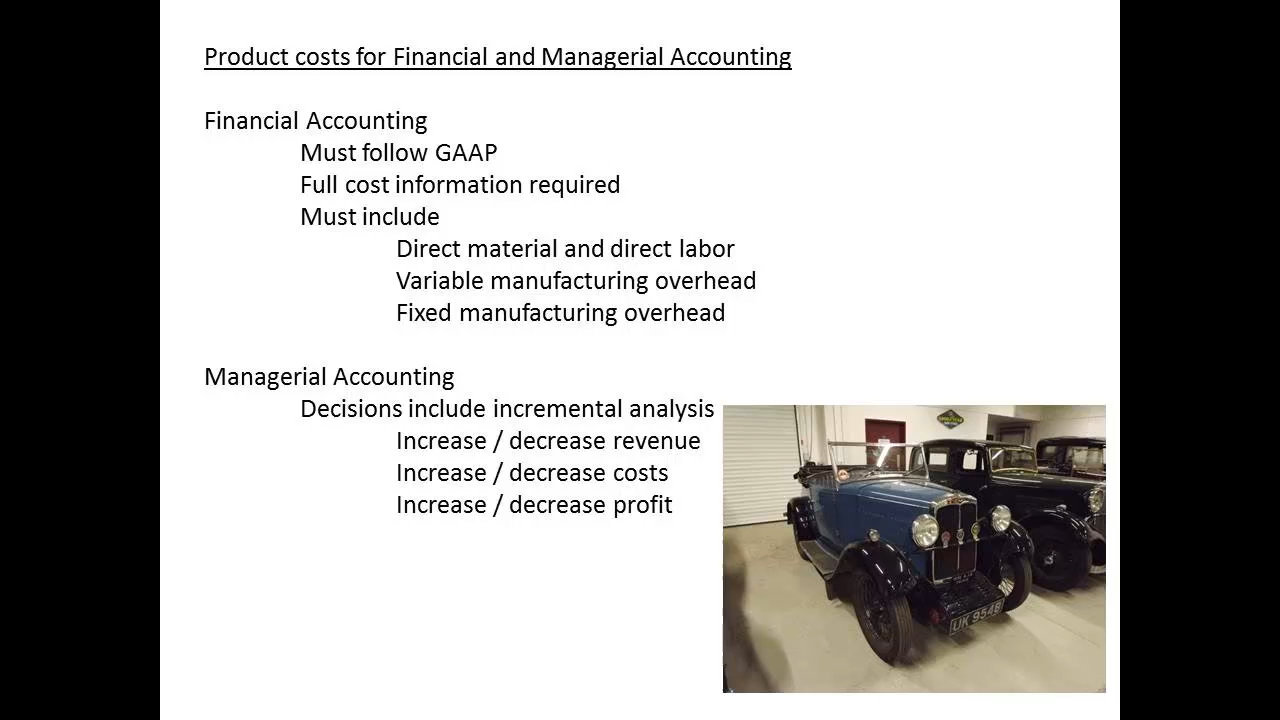 Product costs for Financial and Managerial Accounting
Financial Accounting
Must follow GAAP
Full cost information required
Must include
Direct material and direct labor
Variable manufacturing overhead
Fixed manufacturing overhead
Managerial Accounting
Decisions include incremental analysis
Increase / decrease revenue
Increase / decrease costs
Increase / decrease profit
UK 9548